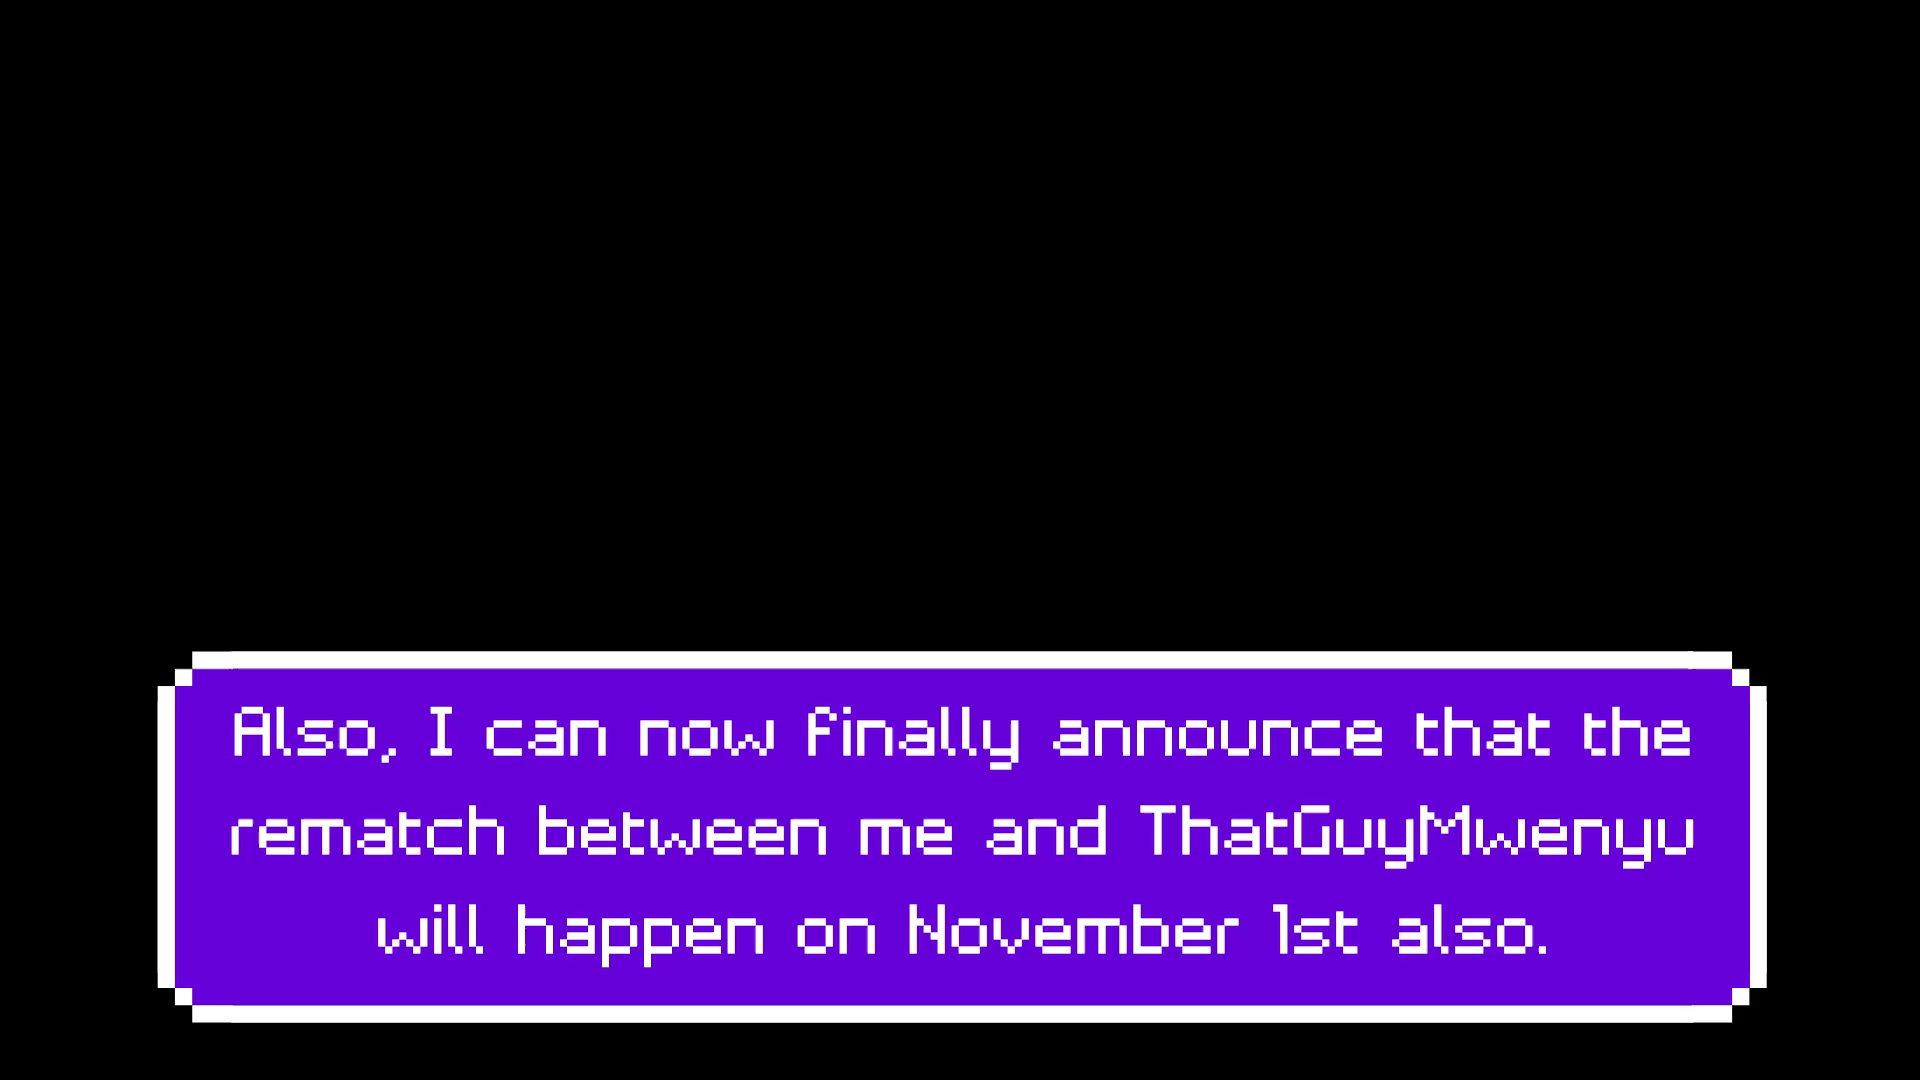 Also, I can now finally announce that the
rematch between me and ThatGuyMwenyu
will happen on November 1st also.